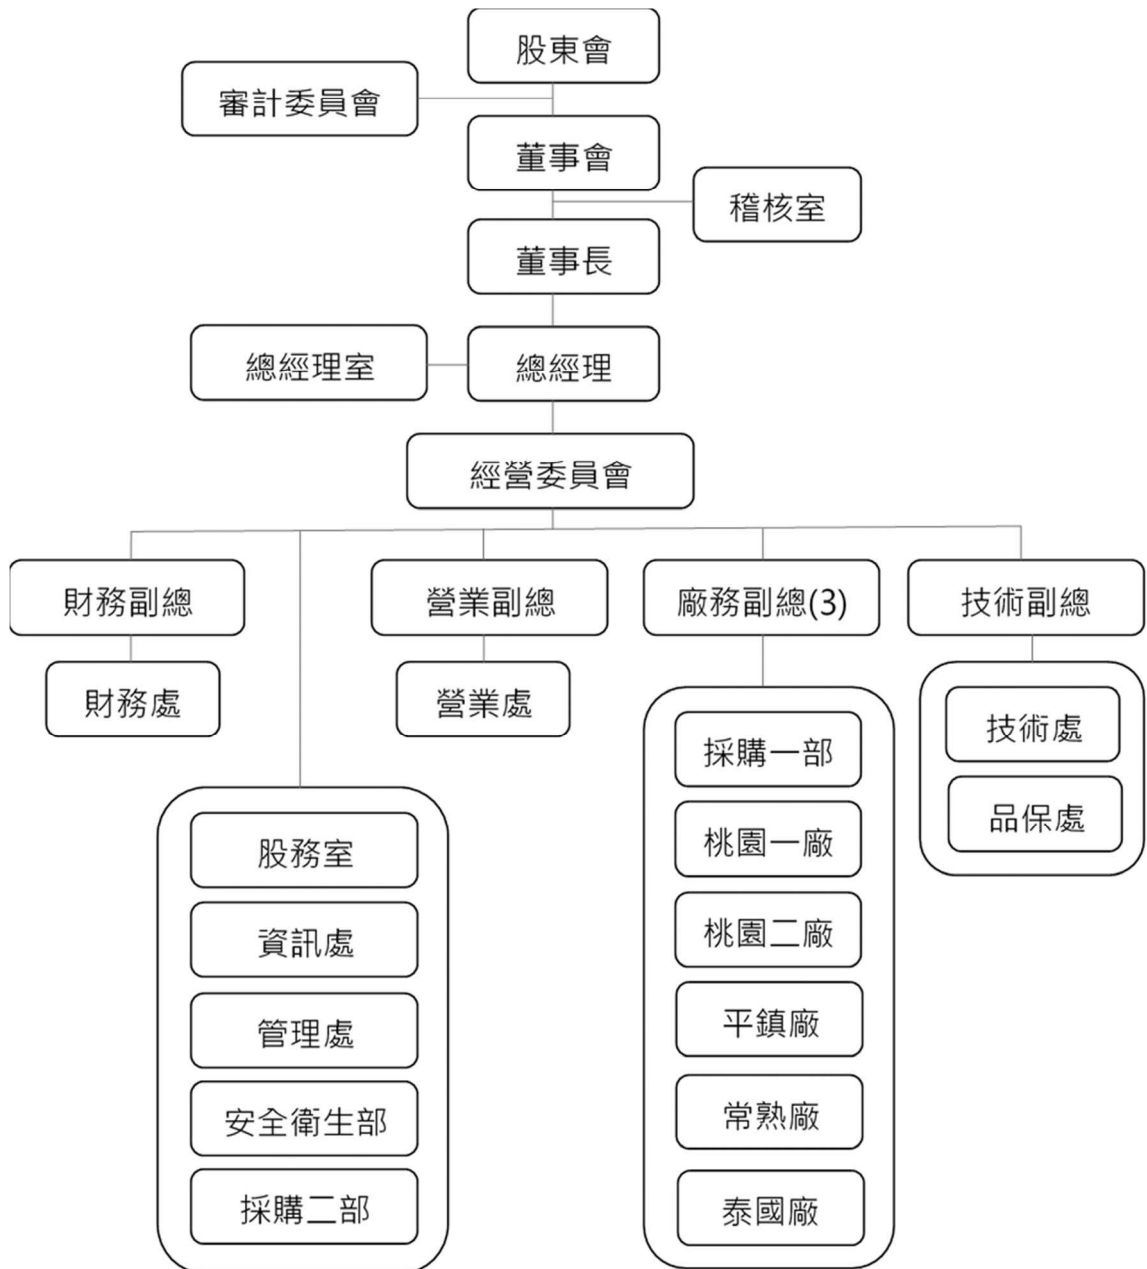 股東會
審計委員會
董事會
稽核室
董事長
總經理室
總經理
經營委員會
財務副總
營業副總
廠務副總(3)
技術副總
財務處
營業處
採購一部
桃園一廠
桃園二廠
平鎮廠
常熟廠
泰國廠
技術處
品保處
股務室
資訊處
管理處
安全衛生部
採購二部